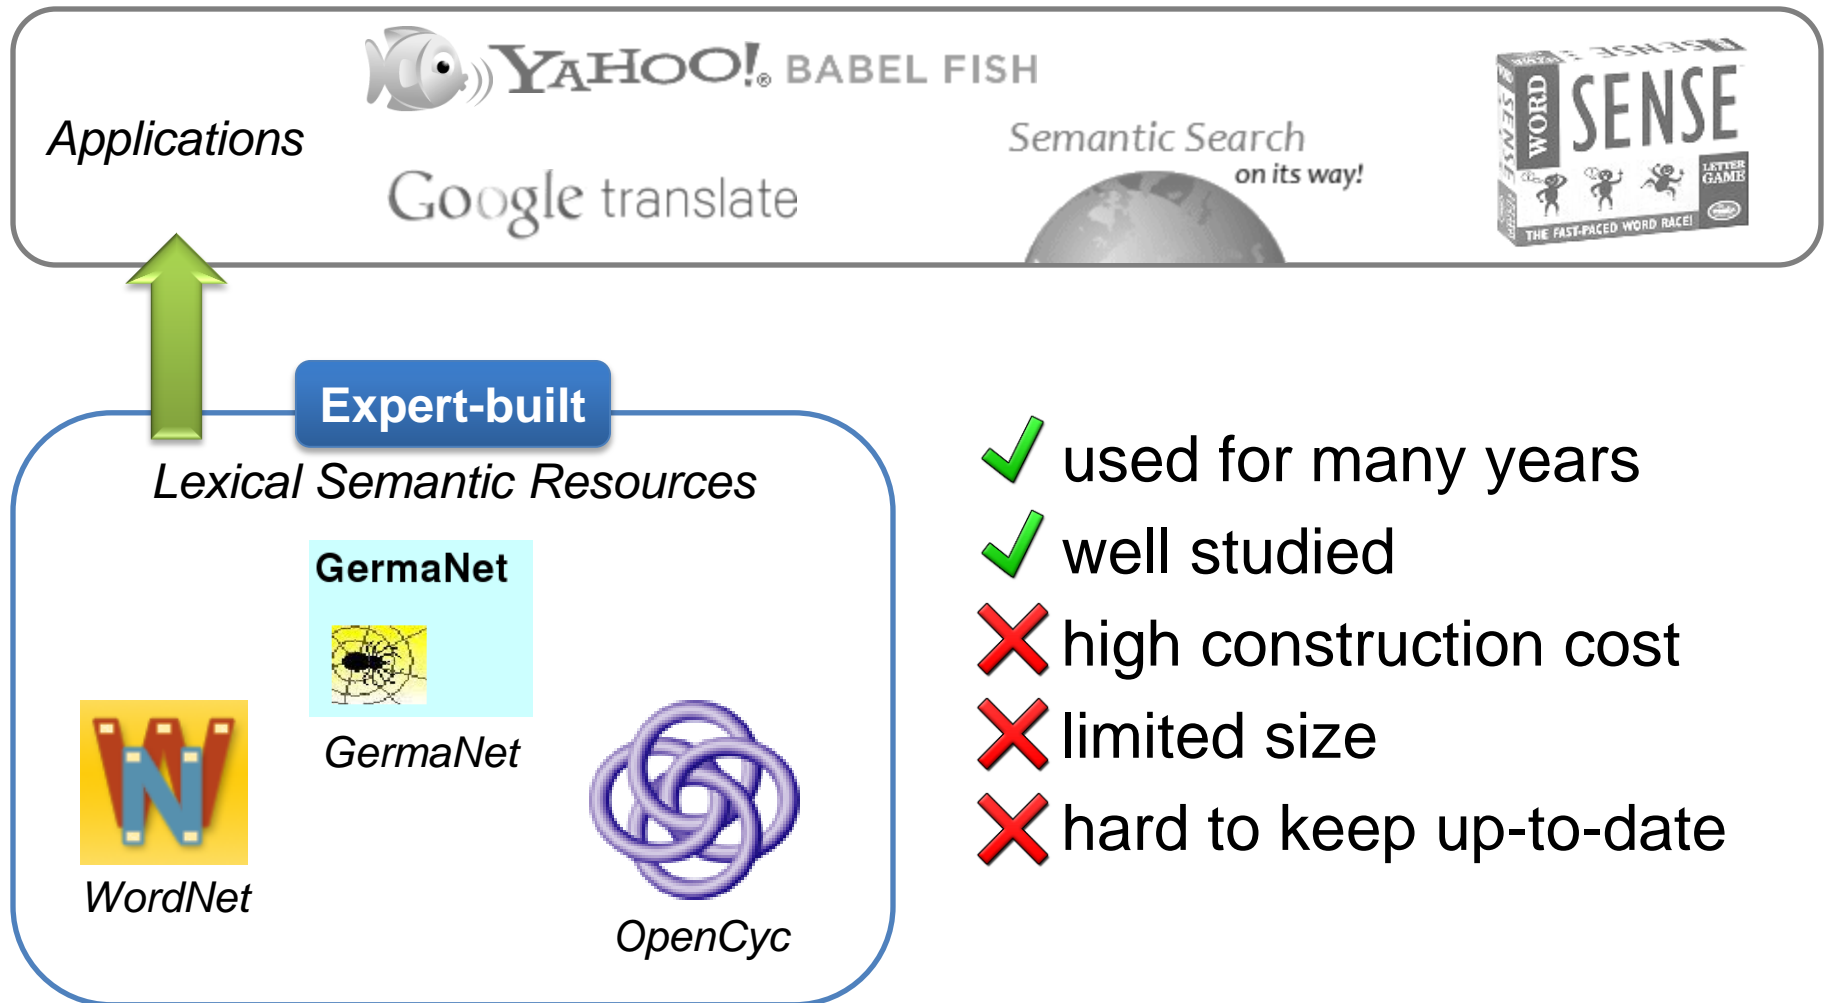 YAHOO!® BABEL FISH
Applications
Semantic Search
on its way!
Google translate
WORD
SENSE
WORD SENSE
LETTER
GAME
THE FAST-PACED WORD RACE!
Expert-built
Lexical Semantic Resources
GermaNet
GermaNet
WordNet
OpenCyc
used for many years
well studied
high construction cost
limited size
hard to keep up-to-date